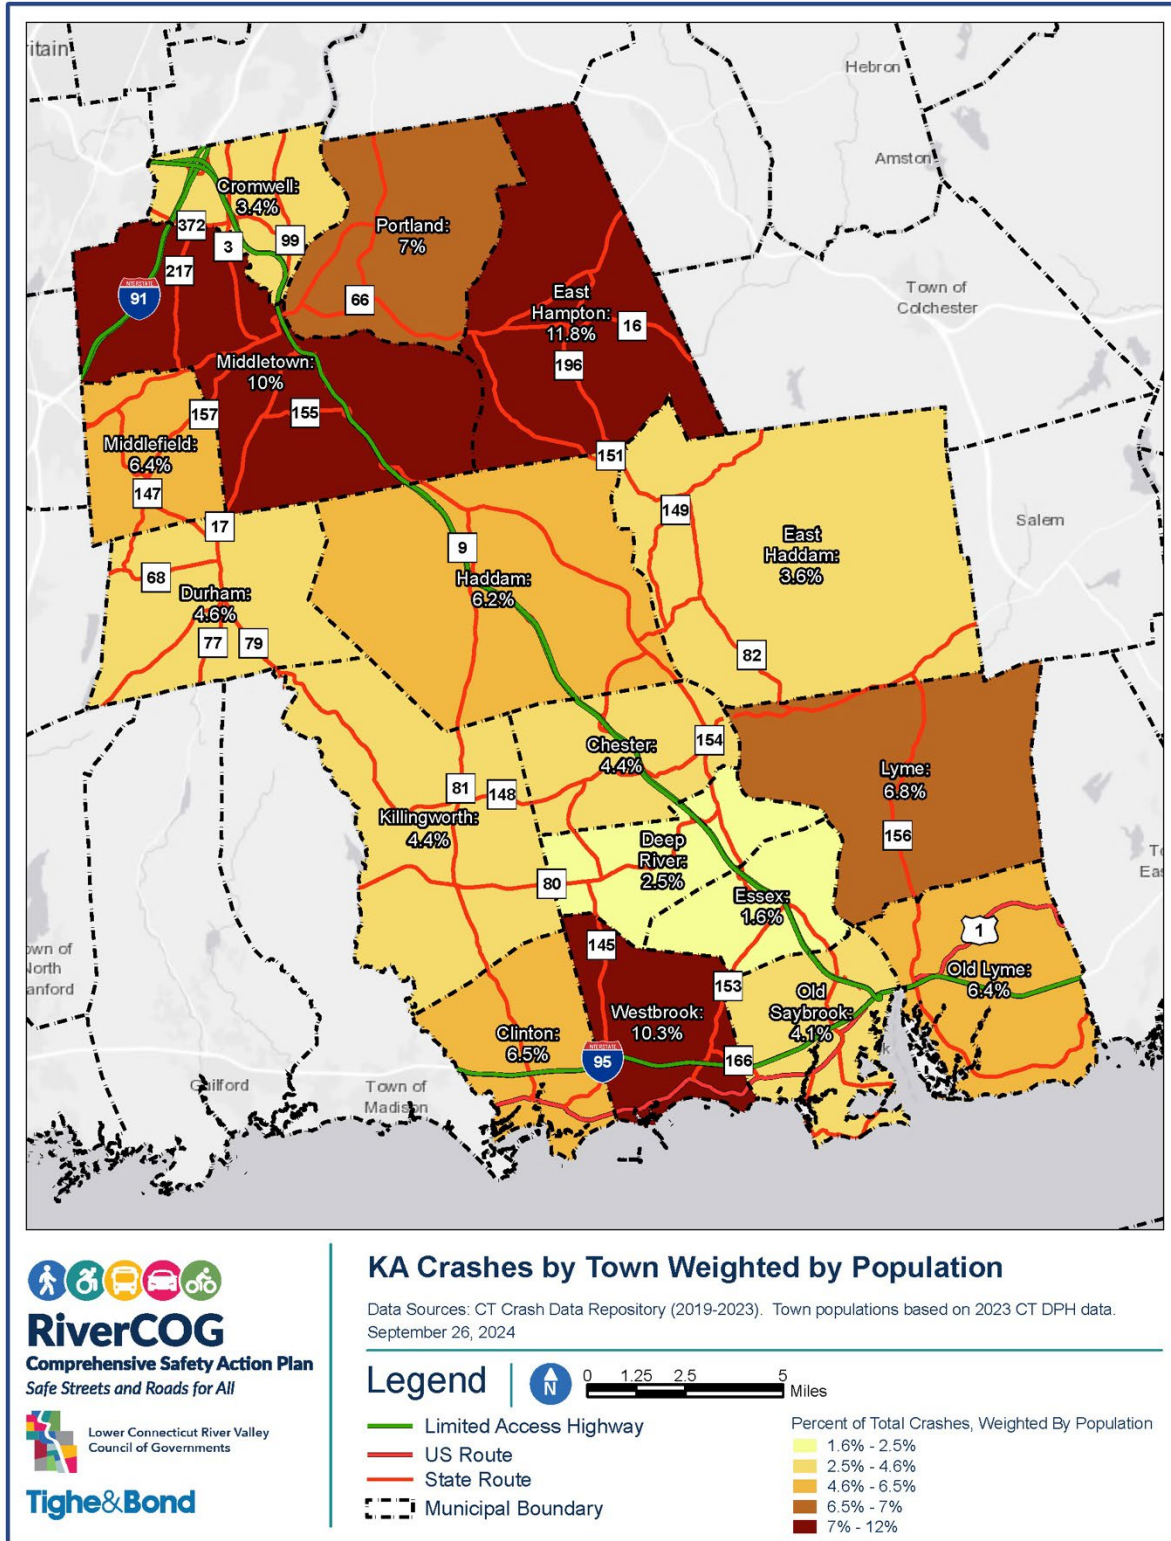 ritain
Hebron
Amston
Cromwell:
3.4%
Portland:
7%
372
3
99
217
INTERSTATE
91
66
East
Hampton:
11.8%
16
196
Town of
Colchester
Middletown:
10%
155
157
Middlefield:
6.4%
147
151
149
17
Salem
9
East
Haddam:
3.6%
68
Haddam:
6.2%
Durham:
4.6%
77
79
82
154
Chester:
4.4%
Lyme:
6.8%
81
148
Killingworth:
4.4%
156
Deep
River:
2.5%
80
Essex:
1.6%
1
145
own of
North
anford
Old Lyme:
6.4%
153
Old
Saybrook:
4.1%
k
Westbrook:
10.3%
Clinton:
6.5%
INTERSTATE
95
166
Guilford
Town of
Madison
RiverCOG
Comprehensive Safety Action Plan
Safe Streets and Roads for All
Lower Connecticut River Valley
Council of Governments
Tighe&Bond
KA Crashes by Town Weighted by Population
Data Sources: CT Crash Data Repository (2019-2023). Town populations based on 2023 CT DPH data.
September 26, 2024
Legend
N
0 1.25 2.5 5
Miles
Limited Access Highway
US Route
State Route
Municipal Boundary
Percent of Total Crashes, Weighted By Population
1.6% - 2.5%
2.5% - 4.6%
4.6% - 6.5%
6.5% - 7%
7% - 12%